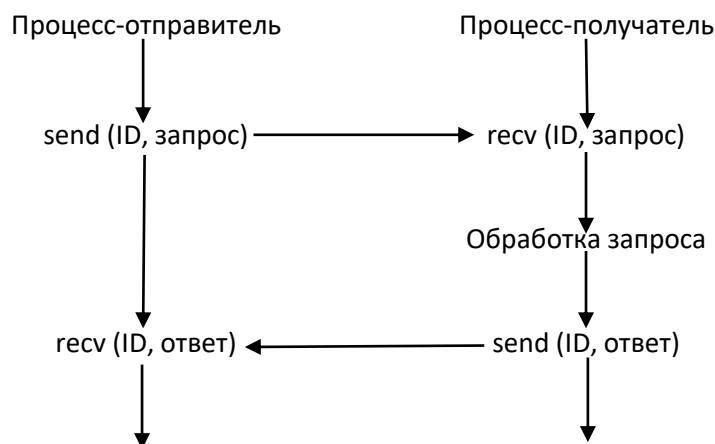 Процесс-отправитель
Процесс-получатель
send (ID, запрос)
recv (ID, запрос)
Обработка запроса
recv (ID, ответ)
send (ID, ответ)